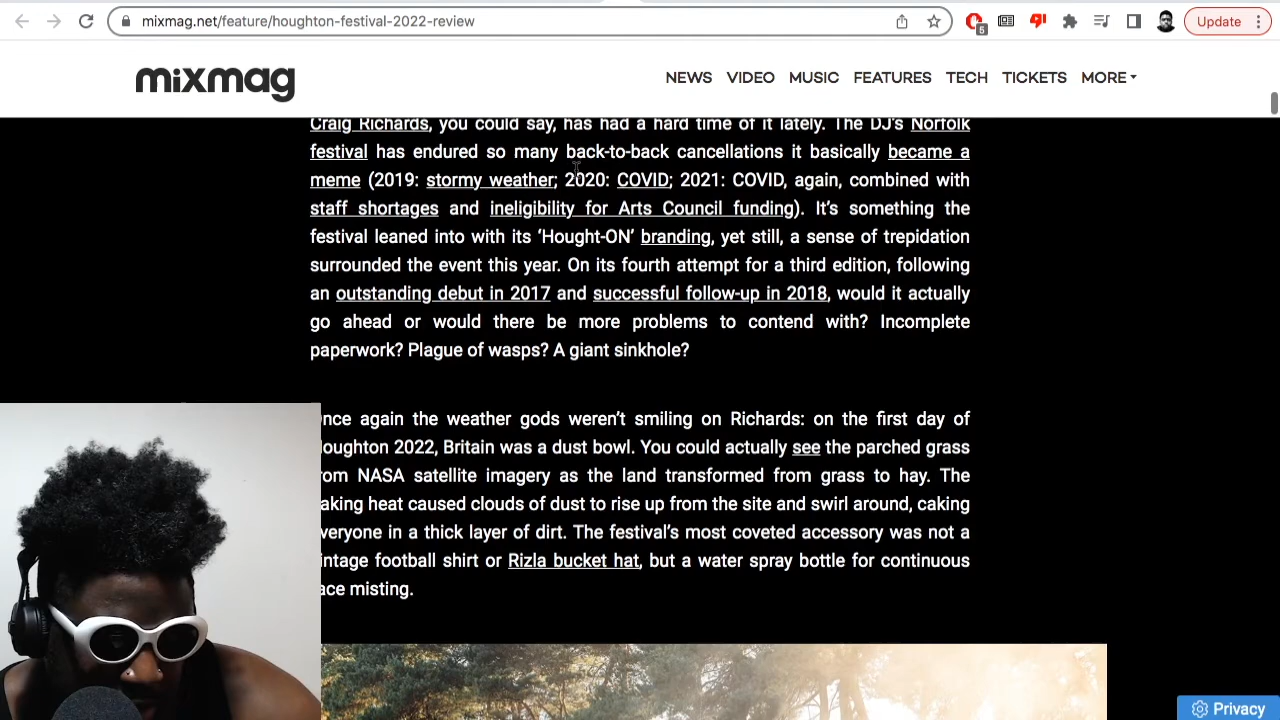 mixmag.net/feature/houghton-festival-2022-review
5
Update
mixmag
NEWS VIDEO MUSIC FEATURES TECH TICKETS MORE
Craig Richards, you could say, has had a hard time of it lately. The DJ's Norfolk
festival has endured so many back-to-back cancellations it basically became a
meme (2019: stormy weather; 2020: COVID; 2021: COVID, again, combined with
staff shortages and ineligibility for Arts Council funding). It’s something the
festival leaned into with its ‘Hought-ON’ branding, yet still, a sense of trepidation
surrounded the event this year. On its fourth attempt for a third edition, following
an outstanding debut in 2017 and successful follow-up in 2018, would it actually
go ahead or would there be more problems to contend with? Incomplete
paperwork? Plague of wasps? A giant sinkhole?
nce again the weather gods weren’t smiling on Richards: on the first day of
oughton 2022, Britain was a dust bowl. You could actually see the parched grass
rom NASA satellite imagery as the land transformed from grass to hay. The
aking heat caused clouds of dust to rise up from the site and swirl around, caking
veryone in a thick layer of dirt. The festival’s most coveted accessory was not a
intage football shirt or Rizla bucket hat, but a water spray bottle for continuous
ace misting.
Privacy